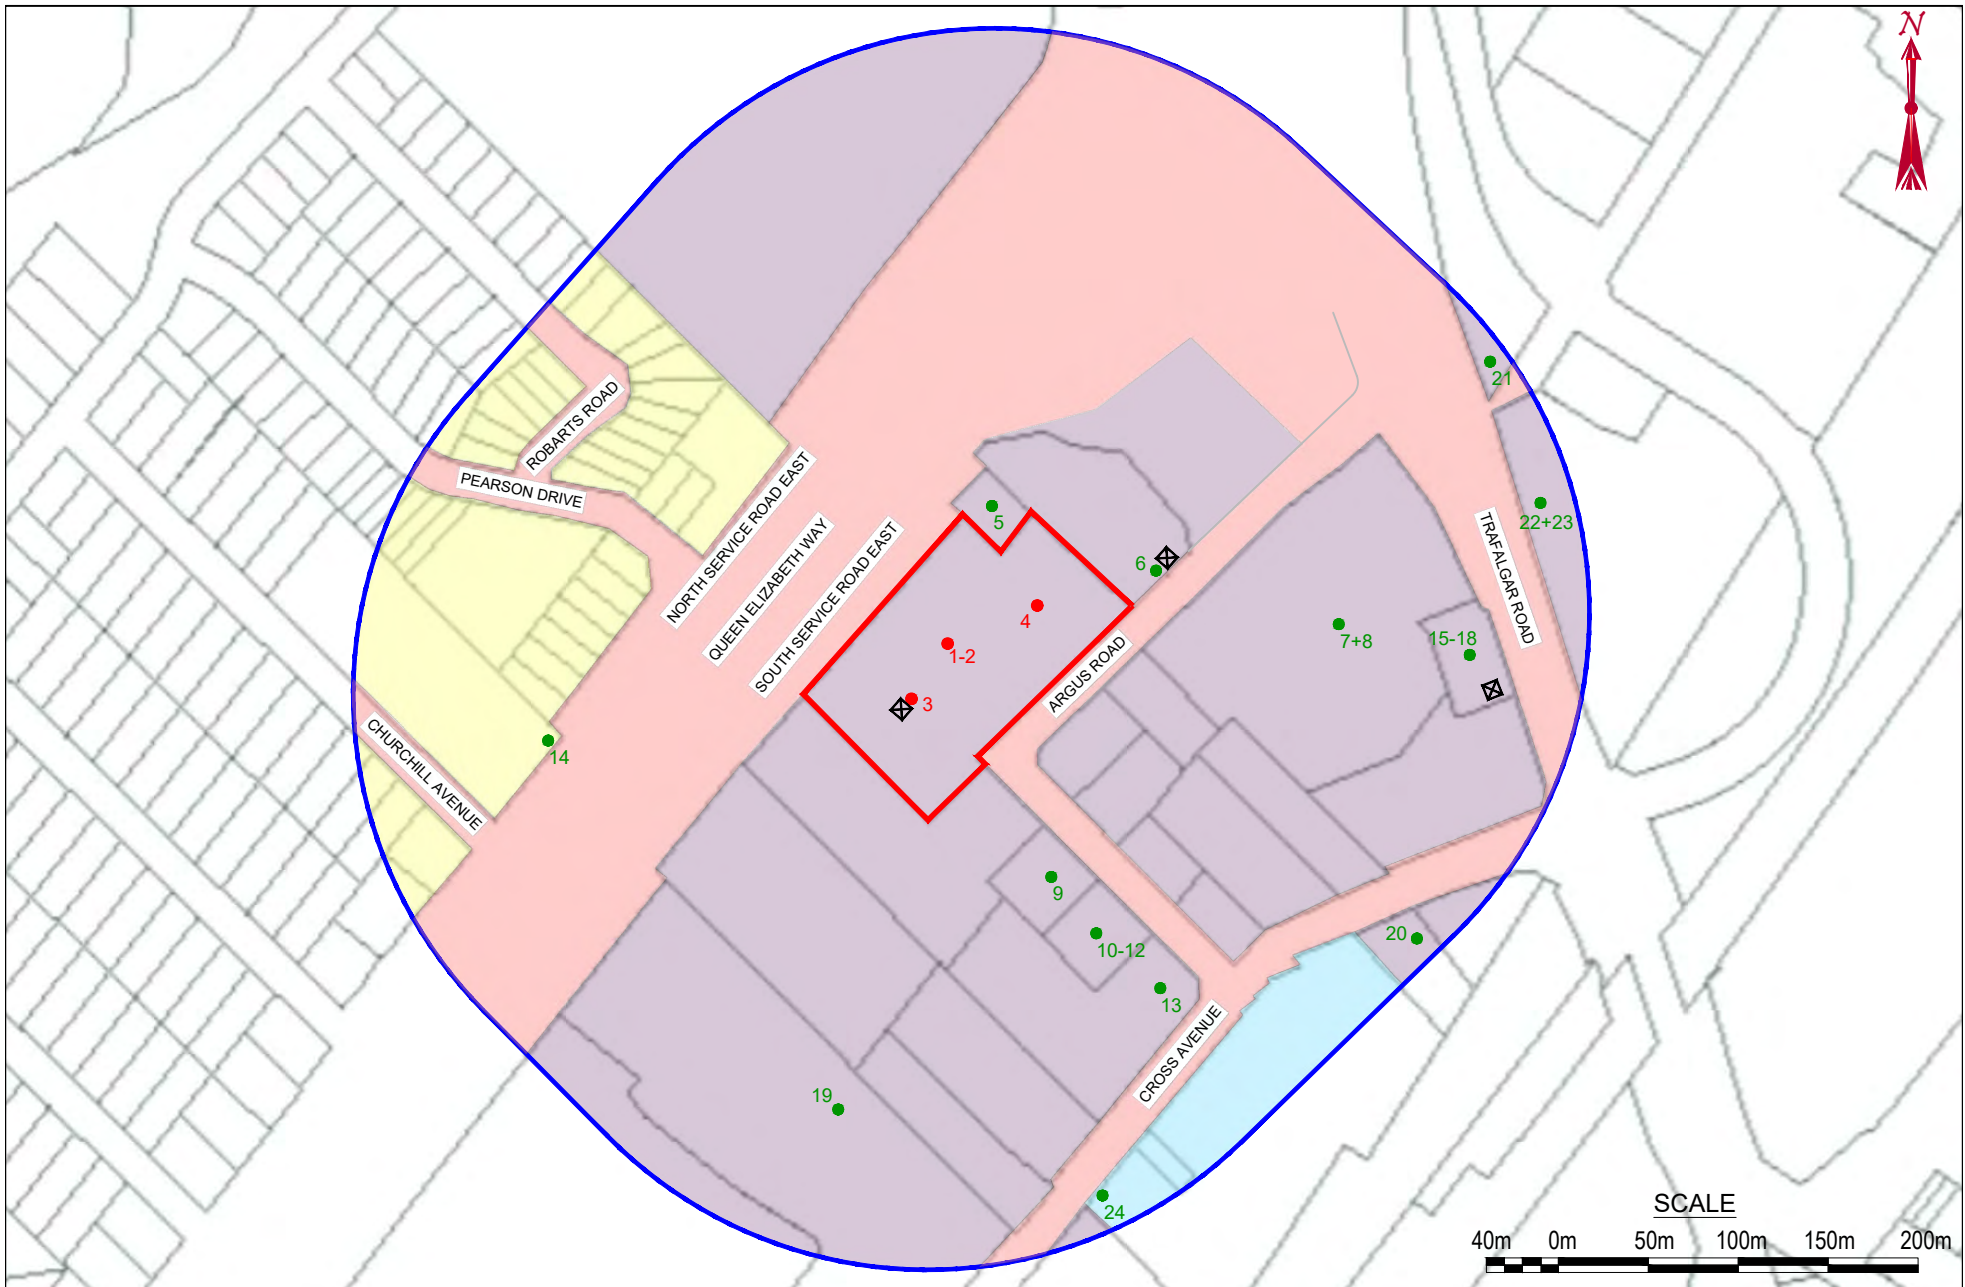 N
21
ROBARTS ROAD
PEARSON DRIVE
NORTH SERVICE ROAD EAST
QUEEN ELIZABETH WAY
SOUTH SERVICE ROAD EAST
5
22+23
TRAFALGAR ROAD
6
4
7+8
15-18
1-2
ARGUS ROAD
3
14
CHURCHILL AVENUE
9
20
10-12
13
CROSS AVENUE
19
24
SCALE
40m 0m 50m 100m 150m 200m